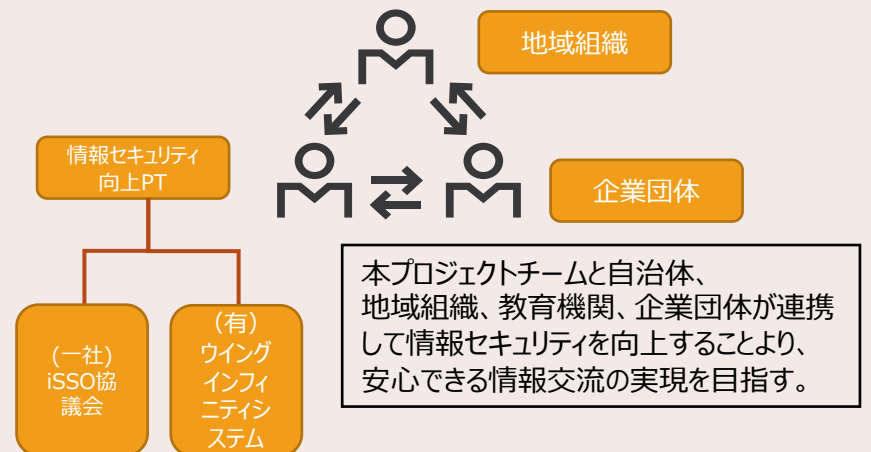 地域組織
情報セキュリティ
向上PT
企業団体
本プロジェクトチームと自治体、
地域組織、教育機関、企業団体が連携
して情報セキュリティを向上することより、
安心できる情報交流の実現を目指す。
(一社)
iSSO協
議会
(有)
ウイング
インフィ
ニティシ
ステム